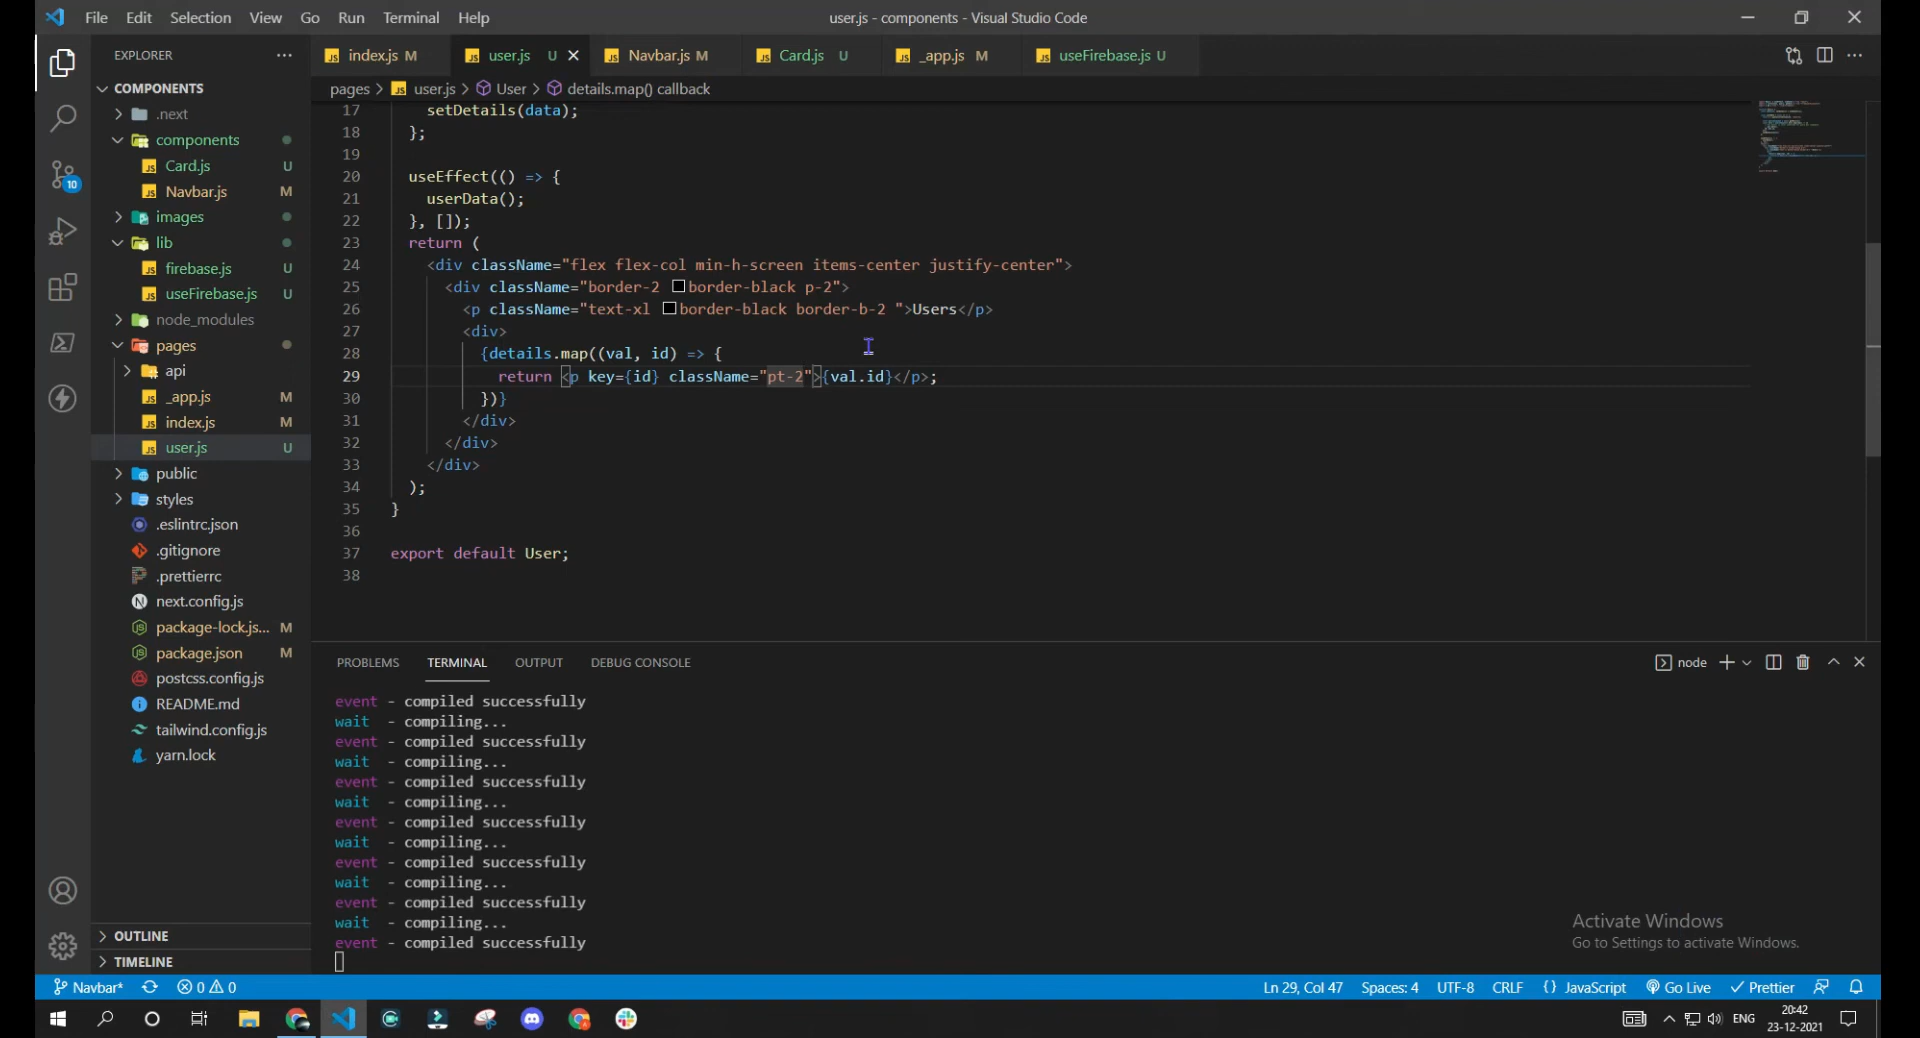 File Edit Selection View Go Run Terminal Help
user.js - components - Visual Studio Code
EXPLORER
index.js M
user.js U
Navbar.js M
Card.js U
_app.js M
useFirebase.js U
COMPONENTS
.next
components
Card.js U
Navbar.js M
images
lib
firebase.js U
useFirebase.js U
node_modules
pages
api
_app.js M
index.js M
user.js U
public
styles
.eslintrc.json
.gitignore
.prettierrc
next.config.js
package-lock.js... M
package.json M
postcss.config.js
README.md
tailwind.config.js
yarn.lock
OUTLINE
TIMELINE
10
pages > user.js > User > details.map() callback
17 setDetails(data);
18 };
19
20 useEffect(() => {
21 userData();
22 }, []);
23 return (
24 <div className="flex flex-col min-h-screen items-center justify-center">
25 <div className="border-2 border-black p-2">
26 <p className="text-xl border-black border-b-2 ">Users</p>
27 <div>
28 {details.map((val, id) => {
29 return <p key={id} className="pt-2">{val.id}</p>;
30 })}
31 </div>
32 </div>
33 </div>
34 );
35 }
36
37 export default User;
38
PROBLEMS TERMINAL OUTPUT DEBUG CONSOLE
node
event - compiled successfully
wait - compiling...
event - compiled successfully
wait - compiling...
event - compiled successfully
wait - compiling...
event - compiled successfully
wait - compiling...
event - compiled successfully
wait - compiling...
event - compiled successfully
wait - compiling...
event - compiled successfully
Activate Windows
Go to Settings to activate Windows.
Navbar* 0 0
Ln 29, Col 47 Spaces: 4 UTF-8 CRLF {} JavaScript Go Live Prettier
ENG
20:42
23-12-2021